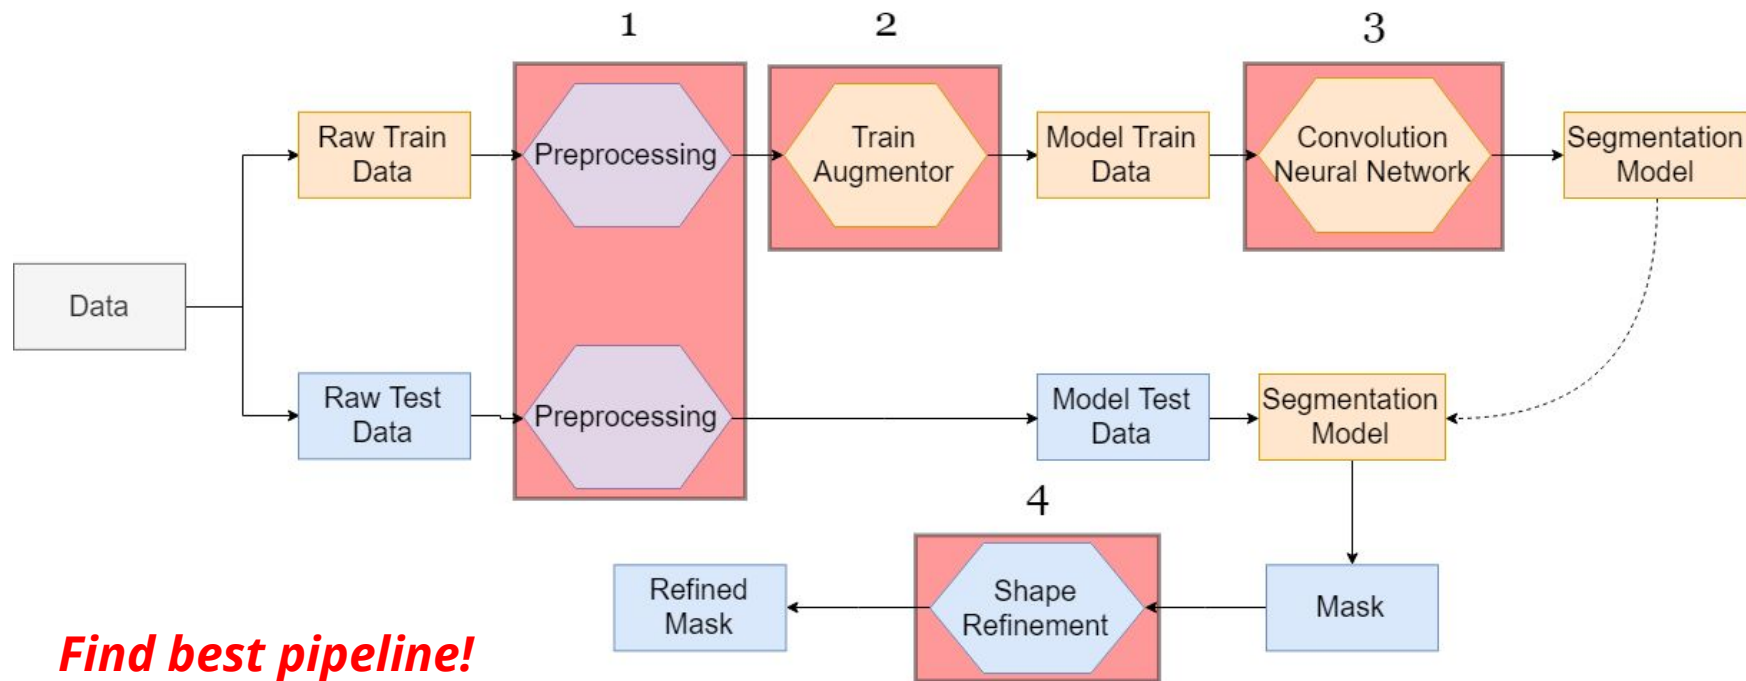 1
2
3
Raw Train
Data
Preprocessing
Train
Augmentor
Model Train
Data
Convolution
Neural Network
Segmentation
Model
Data
Raw Test
Data
Preprocessing
Model Test
Data
Segmentation
Model
4
Refined
Mask
Shape
Refinement
Mask
Find best pipeline!